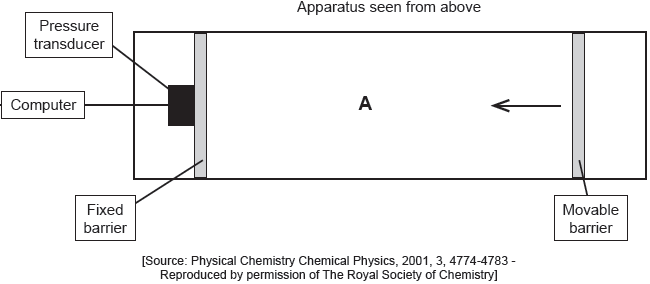 Apparatus seen from above
Pressure
transducer
Computer
A
Fixed
barrier
Movable
barrier
[Source: Physical Chemistry Chemical Physics, 2001, 3, 4774-4783 -
Reproduced by permission of The Royal Society of Chemistry]